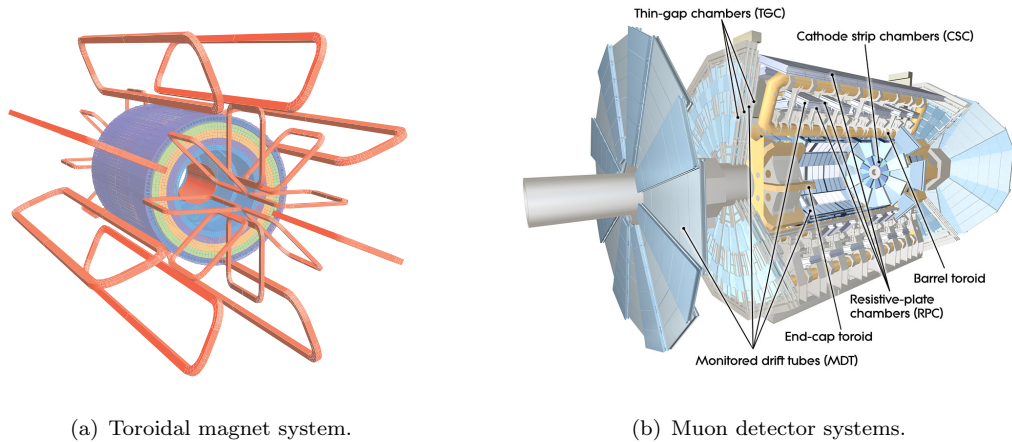 Thin-gap chambers (TGC)
Cathode strip chambers (CSC)
Barrel toroid
Resistive-plate
chambers (RPC)
End-cap toroid
Monitored drift tubes (MDT)
(a) Toroidal magnet system.
(b) Muon detector systems.